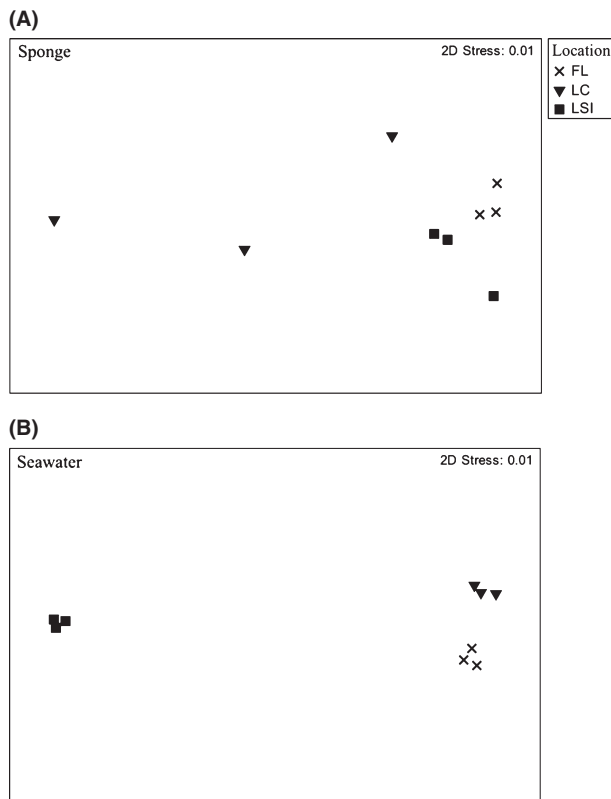 (A)
Sponge
2D Stress: 0.01
Location
FL
LC
LSI
(B)
Seawater
2D Stress: 0.01